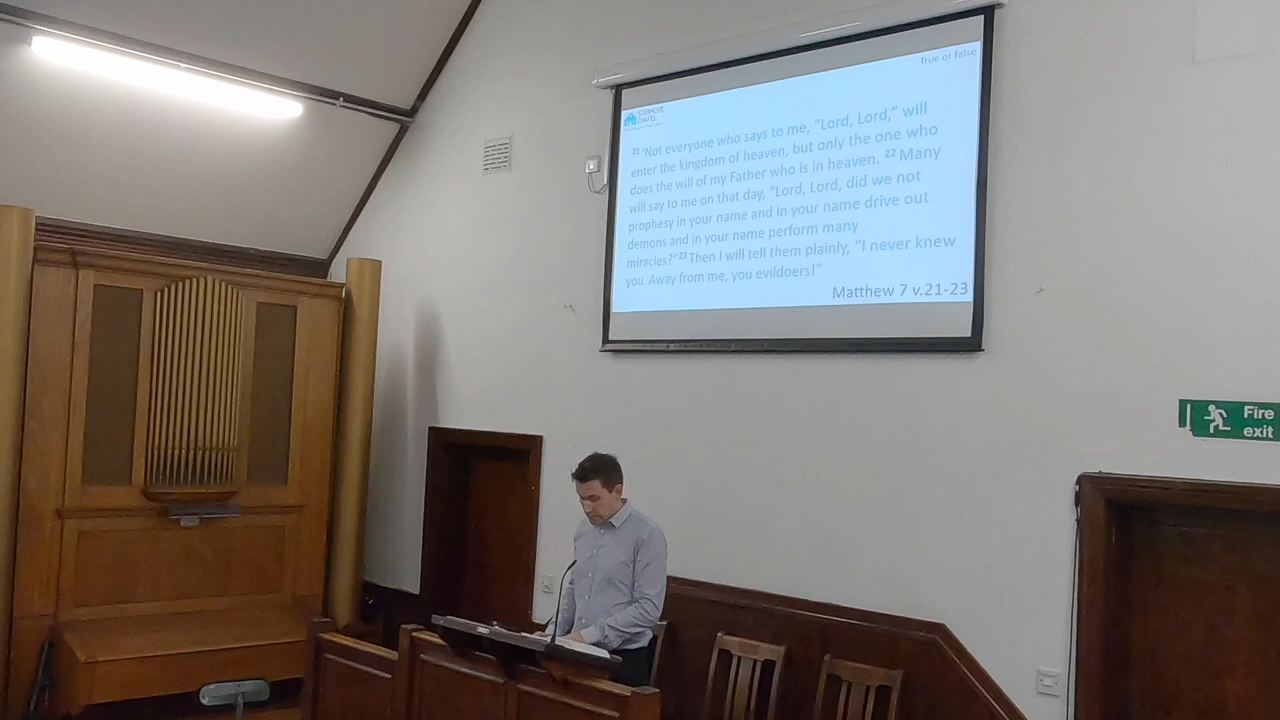 True or false
STANMORE
CHAPEL
21 'Not everyone who says to me, "Lord, Lord," will
enter the kingdom of heaven, but only the one who
does the will of my Father who is in heaven. 22 Many
will say to me on that day, "Lord, Lord, did we not
prophesy in your name and in your name drive out
demons and in your name perform many
miracles?"23 Then I will tell them plainly, "I never knew
you. Away from me, you evildoers!"
Matthew 7 v.21-23
Fire
exit